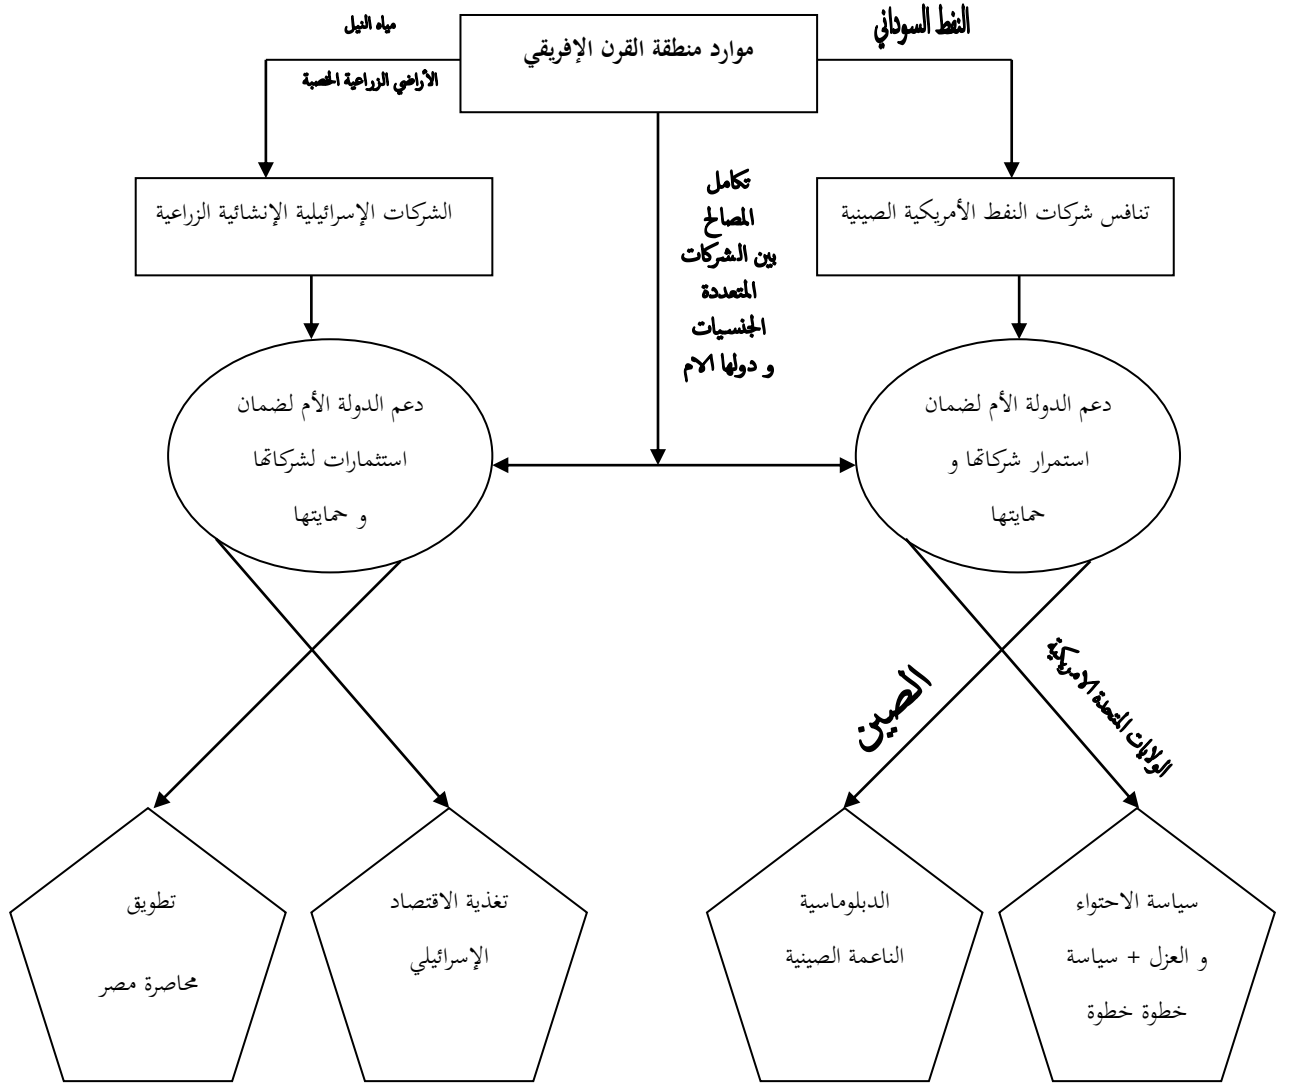 موارد منطقة القرن الإفريقي
النفط السوداني
مياه النيل
الأراضي الزراعية الخصبة
تنافس شركات النفط الأمريكية الصينية
تكامل
المصالح
بين الشركات
المتعددة
الجنسيات
و دولها الام
الشركات الإسرائيلية الإنشائية الزراعية
دعم الدولة الأم لضمان
استمرار شركاتها و
حمايتها
دعم الدولة الأم لضمان
استثمارات لشركاتها
و حمايتها
الولايات المتحدة الامريكية
الصين
سياسة الاحتواء
و العزل + سياسة
خطوة خطوة
الدبلوماسية
الناعمة الصينية
تغذية الاقتصاد
الإسرائيلي
تطويق
محاصرة مصر